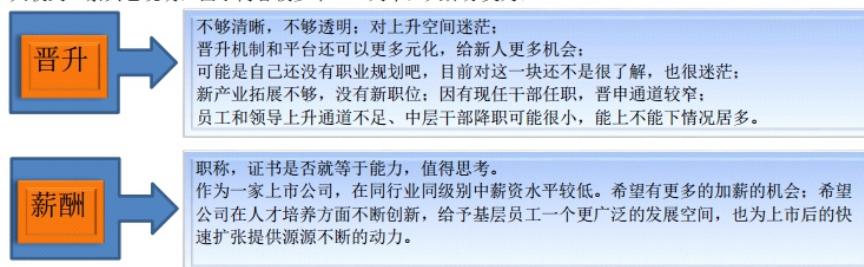 晋升
不够清晰，不够透明；对上升空间迷茫；
晋升机制和平台还可以更多元化，给新人更多机会；
可能是自己还没有职业规划吧，目前对这一块还不是很了解，也很迷茫；
新产业拓展不够，没有新职位；因有现任干部任职，晋申通道较窄；
员工和领导上升通道不足、中层干部降职可能很小，能上不能下情况居多。
薪酬
职称，证书是否就等于能力，值得思考。
作为一家上市公司，在同行业同级别中薪资水平较低。希望有更多的加薪的机会；希望
公司在人才培养方面不断创新，给予基层员工一个更广泛的发展空间，也为上市后的快
速扩张提供源源不断的动力。